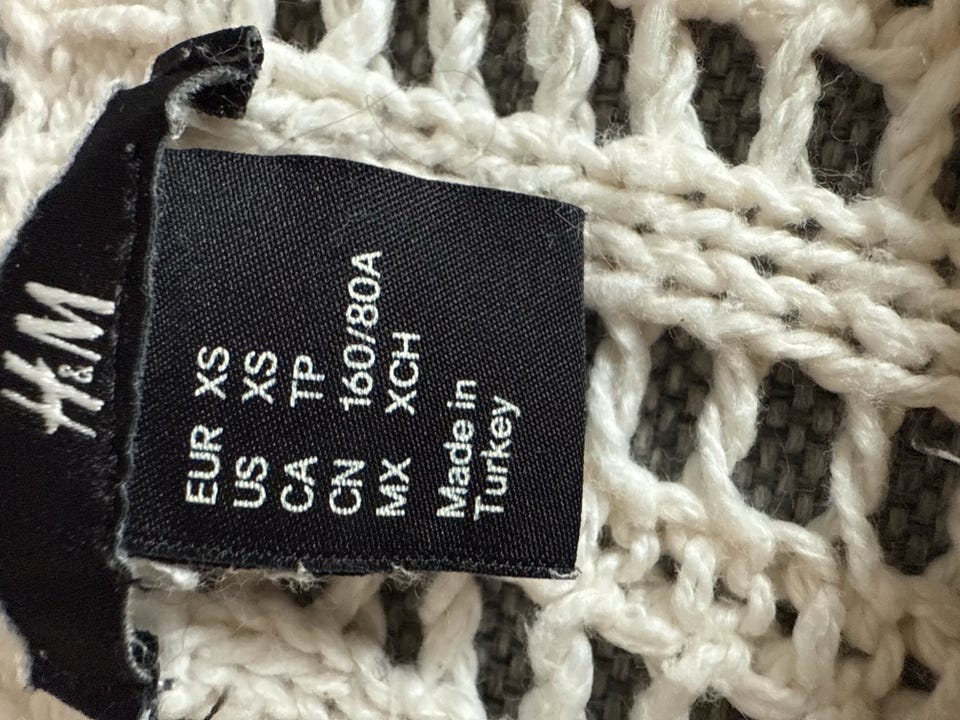 H&M
EUR XS
US XS
CA TP
CN 160/80A
MX XCH
Made in
Turkey